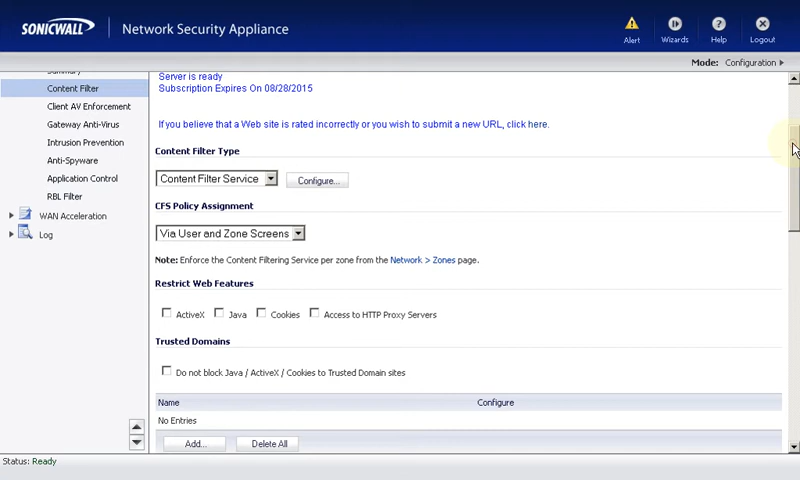 SONICWALL
Network Security Appliance
Alert
Wizards
Help
Logout
Mode: Configuration
Summary
Content Filter
Client AV Enforcement
Gateway Anti-Virus
Intrusion Prevention
Anti-Spyware
Application Control
RBL Filter
WAN Acceleration
Log
Server is ready
Subscription Expires On 08/28/2015
If you believe that a Web site is rated incorrectly or you wish to submit a new URL, click here.
Content Filter Type
Content Filter Service
Configure...
CFS Policy Assignment
Via User and Zone Screens
Note: Enforce the Content Filtering Service per zone from the Network > Zones page.
Restrict Web Features
ActiveX Java Cookies Access to HTTP Proxy Servers
Trusted Domains
Do not block Java / ActiveX / Cookies to Trusted Domain sites
Name Configure
No Entries
Add... Delete All
Status: Ready